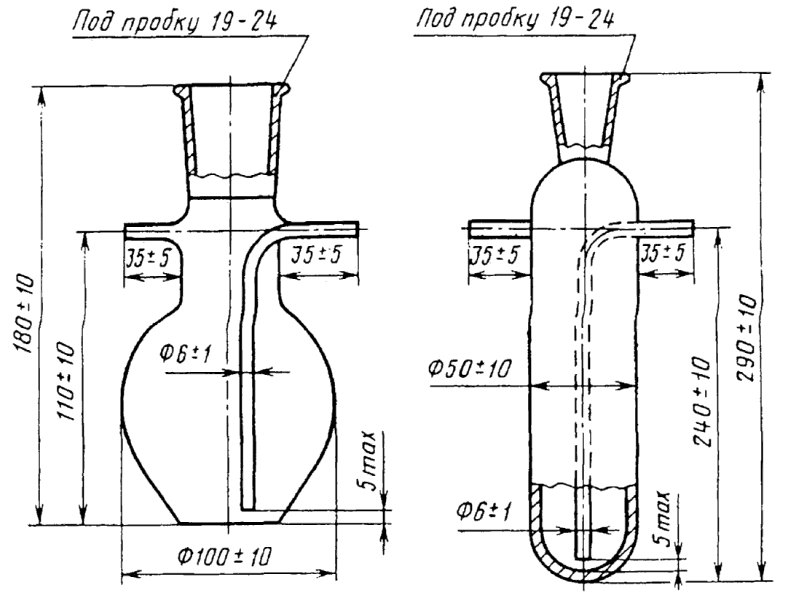 Под пробку 19-24
35±5
35±5
180±10
110±10
Ф6±1
5 max
Ф100±10
Под пробку 19-24
35±5
35±5
Ф50±10
240±10
290±10
Ф6±1
5 max